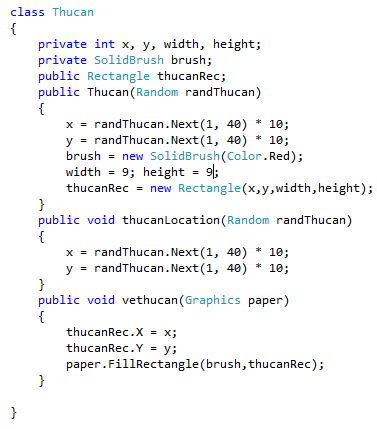 class Thucan
{
    private int x, y, width, height;
    private SolidBrush brush;
    public Rectangle thucanRec;
    public Thucan(Random randThucan)
    {
        x = randThucan.Next(1, 40) * 10;
        y = randThucan.Next(1, 40) * 10;
        brush = new SolidBrush(Color.Red);
        width = 9; height = 9;
        thucanRec = new Rectangle(x,y,width,height);
    }
    public void thucanLocation(Random randThucan)
    {
        x = randThucan.Next(1, 40) * 10;
        y = randThucan.Next(1, 40) * 10;
    }
    public void vethucan(Graphics paper)
    {
        thucanRec.X = x;
        thucanRec.Y = y;
        paper.FillRectangle(brush,thucanRec);
    }

}